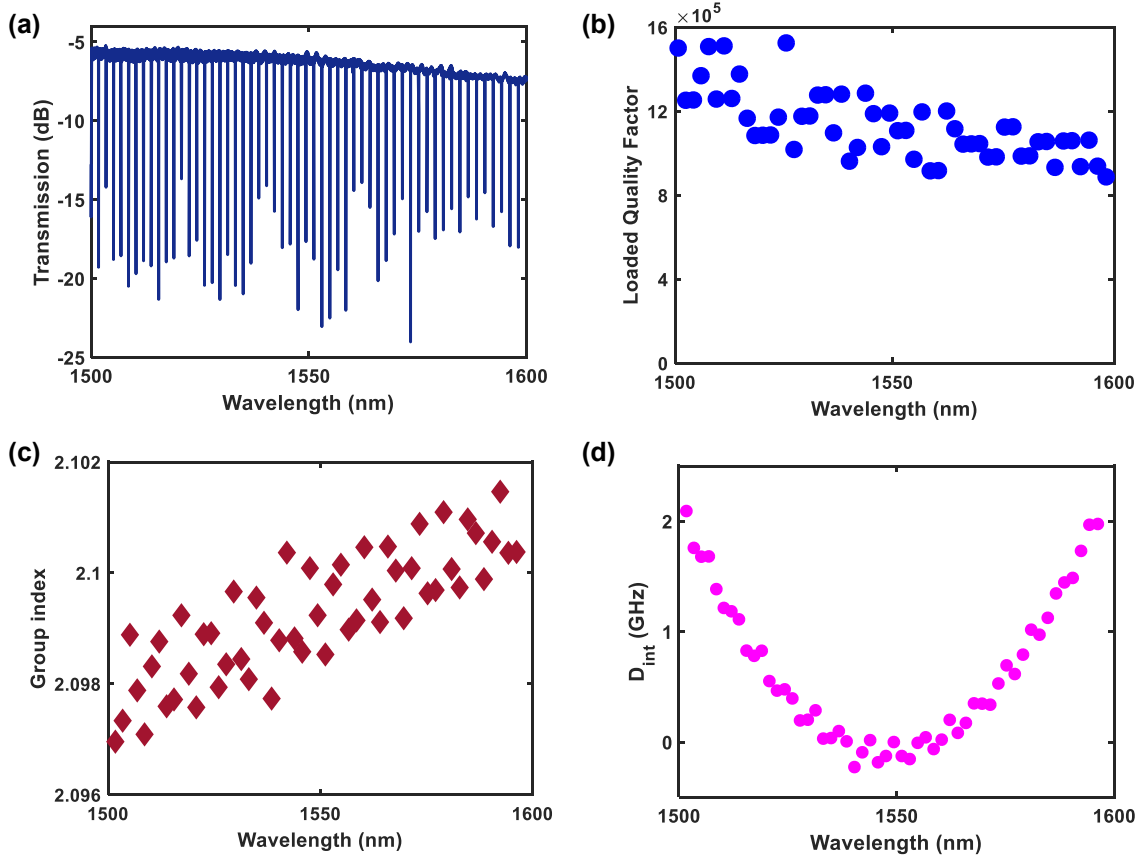 (a)
-5
-10
-15
-20
-25
Transmission (dB)
1500
1550
1600
Wavelength (nm)
(b)
×10⁵
16
12
8
4
0
Loaded Quality Factor
1500
1550
1600
Wavelength (nm)
(c)
2.102
2.1
2.098
2.096
Group index
1500
1550
1600
Wavelength (nm)
(d)
2
1
0
D_int (GHz)
1500
1550
1600
Wavelength (nm)